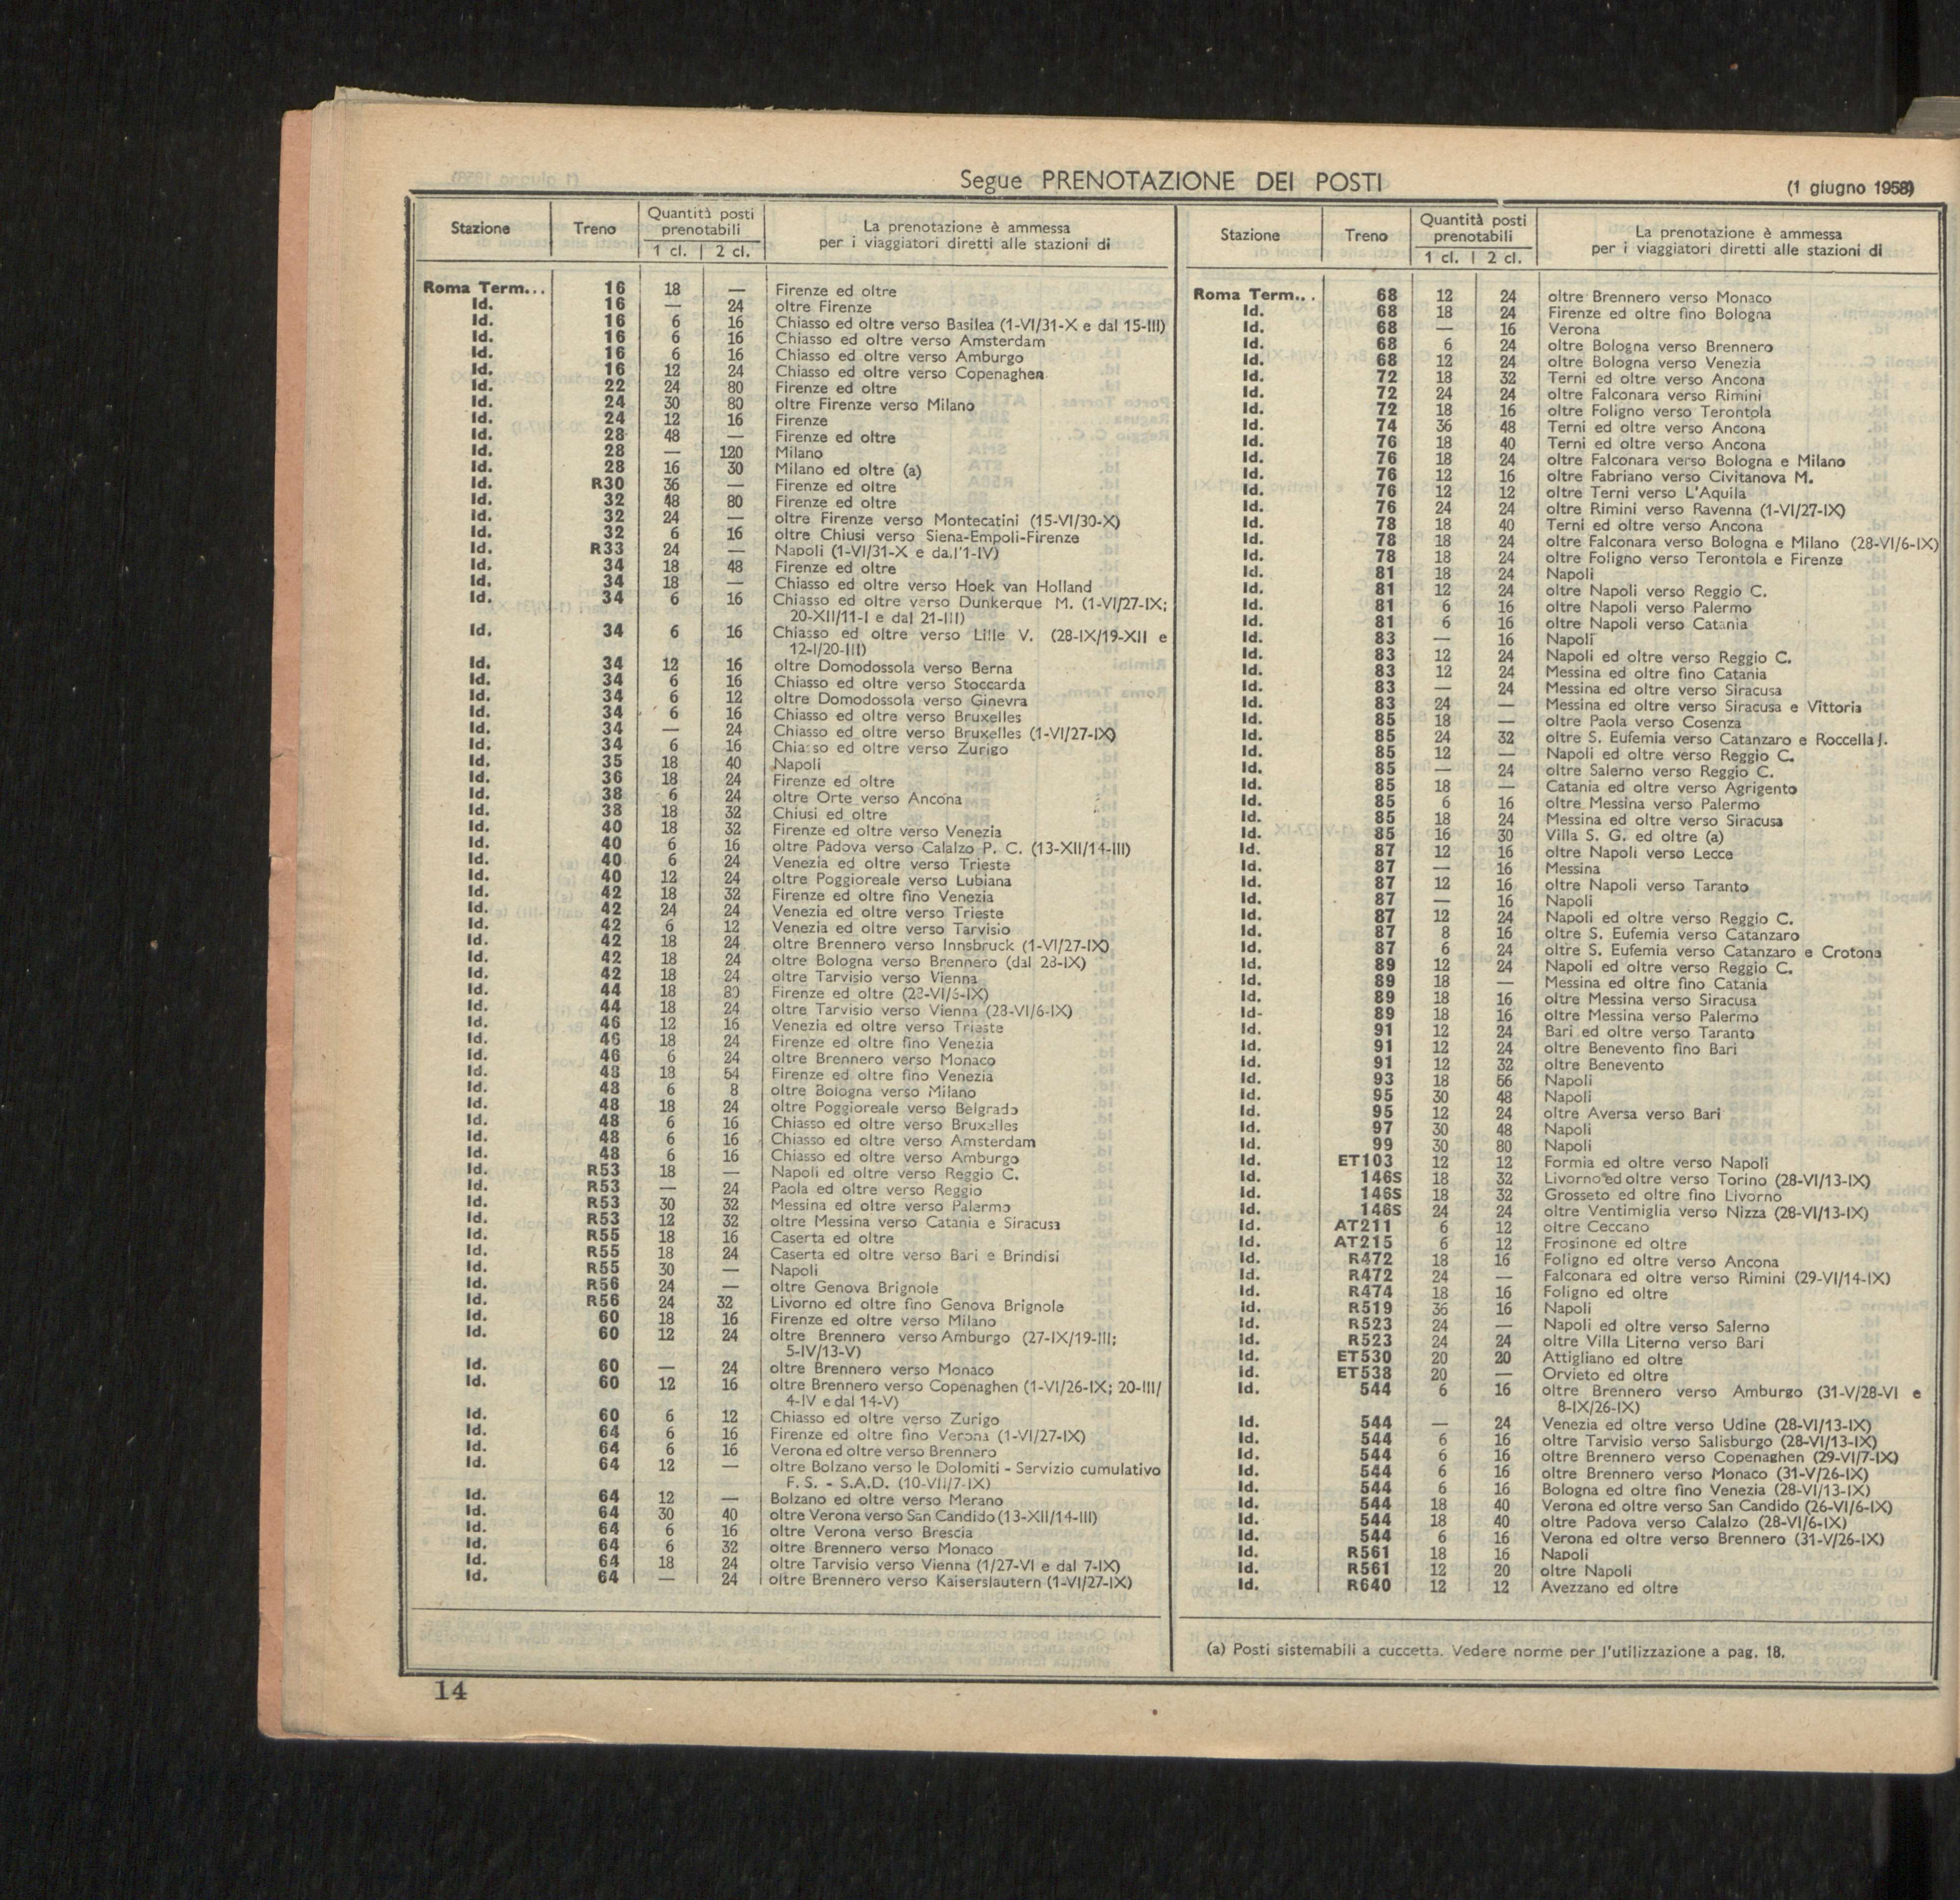 Segue PRENOTAZIONE DEI POSTI
(1 giugno 1958)
Stazione Treno Quantità posti prenotabili 1 cl. 2 cl. La prenotazione è ammessa per i viaggiatori diretti alle stazioni di
Roma Term... 16 18 — Firenze ed oltre
Id. 16 — 24 oltre Firenze
Id. 16 6 16 Chiasso ed oltre verso Basilea (1-VI/31-X e dal 15-III)
Id. 16 6 16 Chiasso ed oltre verso Amsterdam
Id. 16 6 16 Chiasso ed oltre verso Amburgo
Id. 16 12 24 Chiasso ed oltre verso Copenaghen
Id. 22 24 80 Firenze ed oltre
Id. 24 30 80 oltre Firenze verso Milano
Id. 24 12 16 Firenze
Id. 28 48 — Firenze ed oltre
Id. 28 — 120 Milano
Id. 28 16 30 Milano ed oltre (a)
Id. R30 36 — Firenze ed oltre
Id. 32 48 80 Firenze ed oltre
Id. 32 24 — oltre Firenze verso Montecatini (15-VI/30-X)
Id. 32 6 16 oltre Chiusi verso Siena-Empoli-Firenze
Id. R33 24 — Napoli (1-VI/31-X e dall'1-IV)
Id. 34 18 48 Firenze ed oltre
Id. 34 18 — Chiasso ed oltre verso Hoek van Holland
Id. 34 6 16 Chiasso ed oltre verso Dunkerque M. (1-VI/27-IX;
20-XII/11-I e dal 21-III)
Id. 34 6 16 Chiasso ed oltre verso Lille V. (28-IX/19-XII e
12-I/20-III)
Id. 34 12 16 oltre Domodossola verso Berna
Id. 34 6 16 Chiasso ed oltre verso Stoccarda
Id. 34 6 12 oltre Domodossola verso Ginevra
Id. 34 6 16 Chiasso ed oltre verso Bruxelles
Id. 34 — 24 Chiasso ed oltre verso Bruxelles (1-VI/27-IX)
Id. 34 6 16 Chiasso ed oltre verso Zurigo
Id. 35 18 40 Napoli
Id. 36 18 24 Firenze ed oltre
Id. 38 6 24 oltre Orte verso Ancona
Id. 38 18 32 Chiusi ed oltre
Id. 40 18 32 Firenze ed oltre verso Venezia
Id. 40 6 16 oltre Padova verso Calalzo P. C. (13-XII/14-III)
Id. 40 6 24 Venezia ed oltre verso Trieste
Id. 40 12 24 oltre Poggioreale verso Lubiana
Id. 42 18 32 Firenze ed oltre fino Venezia
Id. 42 24 24 Venezia ed oltre verso Trieste
Id. 42 6 12 Venezia ed oltre verso Tarvisio
Id. 42 18 24 oltre Brennero verso Innsbruck (1-VI/27-IX)
Id. 42 18 24 oltre Bologna verso Brennero (dal 28-IX)
Id. 42 18 24 oltre Tarvisio verso Vienna
Id. 44 18 80 Firenze ed oltre (28-VI/6-IX)
Id. 44 18 24 oltre Tarvisio verso Vienna (28-VI/6-IX)
Id. 46 12 16 Venezia ed oltre verso Trieste
Id. 46 18 24 Firenze ed oltre fino Venezia
Id. 46 6 24 oltre Brennero verso Monaco
Id. 48 18 54 Firenze ed oltre fino Venezia
Id. 48 6 8 oltre Bologna verso Milano
Id. 48 18 24 oltre Poggioreale verso Belgrado
Id. 48 6 16 Chiasso ed oltre verso Bruxelles
Id. 48 6 16 Chiasso ed oltre verso Amsterdam
Id. 48 6 16 Chiasso ed oltre verso Amburgo
Id. R53 18 — Napoli ed oltre verso Reggio C.
Id. R53 — 24 Paola ed oltre verso Reggio
Id. R53 30 32 Messina ed oltre verso Palermo
Id. R53 12 32 oltre Messina verso Catania e Siracusa
Id. R55 18 16 Caserta ed oltre
Id. R55 18 24 Caserta ed oltre verso Bari e Brindisi
Id. R55 30 — Napoli
Id. R56 24 — oltre Genova Brignole
Id. R56 24 32 Livorno ed oltre fino Genova Brignole
Id. 60 18 16 Firenze ed oltre verso Milano
Id. 60 12 24 oltre Brennero verso Amburgo (27-IX/19-III;
5-IV/13-V)
Id. 60 — 24 oltre Brennero verso Monaco
Id. 60 12 16 oltre Brennero verso Copenaghen (1-VI/26-IX; 20-III/
4-IV e dal 14-V)
Id. 60 6 12 Chiasso ed oltre verso Zurigo
Id. 64 6 16 Firenze ed oltre fino Verona (1-VI/27-IX)
Id. 64 6 16 Verona ed oltre verso Brennero
Id. 64 12 — oltre Bolzano verso le Dolomiti - Servizio cumulativo
F. S. - S.A.D. (10-VII/7-IX)
Id. 64 12 — Bolzano ed oltre verso Merano
Id. 64 30 40 oltre Verona verso San Candido (13-XII/14-III)
Id. 64 6 16 oltre Verona verso Brescia
Id. 64 6 32 oltre Brennero verso Monaco
Id. 64 18 24 oltre Tarvisio verso Vienna (1/27-VI e dal 7-IX)
Id. 64 — 24 oltre Brennero verso Kaiserslautern (1-VI/27-IX)
Stazione Treno Quantità posti prenotabili 1 cl. 2 cl. La prenotazione è ammessa per i viaggiatori diretti alle stazioni di
Roma Term... 68 12 24 oltre Brennero verso Monaco
Id. 68 18 24 Firenze ed oltre fino Bologna
Id. 68 — 16 Verona
Id. 68 6 24 oltre Bologna verso Brennero
Id. 68 12 24 oltre Bologna verso Venezia
Id. 72 18 32 Terni ed oltre verso Ancona
Id. 72 24 24 oltre Falconara verso Rimini
Id. 72 18 16 oltre Foligno verso Terontola
Id. 74 36 48 Terni ed oltre verso Ancona
Id. 76 18 40 Terni ed oltre verso Ancona
Id. 76 18 24 oltre Falconara verso Bologna e Milano
Id. 76 12 16 oltre Fabriano verso Civitanova M.
Id. 76 12 12 oltre Terni verso L'Aquila
Id. 76 24 24 oltre Rimini verso Ravenna (1-VI/27-IX)
Id. 78 18 40 Terni ed oltre verso Ancona
Id. 78 18 24 oltre Falconara verso Bologna e Milano (28-VI/6-IX)
Id. 78 18 24 oltre Foligno verso Terontola e Firenze
Id. 81 18 24 Napoli
Id. 81 12 24 oltre Napoli verso Reggio C.
Id. 81 6 16 oltre Napoli verso Palermo
Id. 81 6 16 oltre Napoli verso Catania
Id. 83 — 16 Napoli
Id. 83 12 24 Napoli ed oltre verso Reggio C.
Id. 83 12 24 Messina ed oltre fino Catania
Id. 83 — 24 Messina ed oltre verso Siracusa
Id. 83 24 — Messina ed oltre verso Siracusa e Vittoria
Id. 85 18 — oltre Paola verso Cosenza
Id. 85 24 32 oltre S. Eufemia verso Catanzaro e Roccella J.
Id. 85 12 — Napoli ed oltre verso Reggio C.
Id. 85 — 24 oltre Salerno verso Reggio C.
Id. 85 18 — Catania ed oltre verso Agrigento
Id. 85 6 16 oltre Messina verso Palermo
Id. 85 18 24 Messina ed oltre verso Siracusa
Id. 85 16 30 Villa S. G. ed oltre (a)
Id. 87 12 16 oltre Napoli verso Lecce
Id. 87 — 16 Messina
Id. 87 12 16 oltre Napoli verso Taranto
Id. 87 — 16 Napoli
Id. 87 12 24 Napoli ed oltre verso Reggio C.
Id. 87 8 16 oltre S. Eufemia verso Catanzaro
Id. 87 6 24 oltre S. Eufemia verso Catanzaro e Crotona
Id. 89 12 24 Napoli ed oltre verso Reggio C.
Id. 89 18 — Messina ed oltre fino Catania
Id. 89 18 16 oltre Messina verso Siracusa
Id- 89 18 16 oltre Messina verso Palermo
Id. 91 12 24 Bari ed oltre verso Taranto
Id. 91 12 24 oltre Benevento fino Bari
Id. 91 12 32 oltre Benevento
Id. 93 18 56 Napoli
Id. 95 30 48 Napoli
Id. 95 12 24 oltre Aversa verso Bari
Id. 97 30 48 Napoli
Id. 99 30 80 Napoli
Id. ET103 12 12 Formia ed oltre verso Napoli
Id. 146S 18 32 Livorno ed oltre verso Torino (28-VI/13-IX)
Id. 146S 18 32 Grosseto ed oltre fino Livorno
Id. 146S 24 24 oltre Ventimiglia verso Nizza (28-VI/13-IX)
Id. AT211 6 12 oltre Ceccano
Id. AT215 6 12 Frosinone ed oltre
Id. R472 18 16 Foligno ed oltre verso Ancona
Id. R472 24 — Falconara ed oltre verso Rimini (29-VI/14-IX)
Id. R474 18 16 Foligno ed oltre
Id. R519 36 16 Napoli
Id. R523 24 — Napoli ed oltre verso Salerno
Id. R523 24 24 oltre Villa Literno verso Bari
Id. ET530 20 20 Attigliano ed oltre
Id. ET538 20 — Orvieto ed oltre
Id. 544 6 16 oltre Brennero verso Amburgo (31-V/28-VI e
8-IX/26-IX)
Id. 544 — 24 Venezia ed oltre verso Udine (28-VI/13-IX)
Id. 544 6 16 oltre Tarvisio verso Salisburgo (28-VI/13-IX)
Id. 544 6 16 oltre Brennero verso Copenaghen (29-VI/7-IX)
Id. 544 6 16 oltre Brennero verso Monaco (31-V/26-IX)
Id. 544 6 16 Bologna ed oltre fino Venezia (28-VI/13-IX)
Id. 544 18 40 Verona ed oltre verso San Candido (26-VI/6-IX)
Id. 544 18 40 oltre Padova verso Calalzo (28-VI/6-IX)
Id. 544 6 16 Verona ed oltre verso Brennero (31-V/26-IX)
Id. R561 18 16 Napoli
Id. R561 12 20 oltre Napoli
Id. R640 12 12 Avezzano ed oltre
(a) Posti sistemabili a cuccetta. Vedere norme per l'utilizzazione a pag. 18.
14